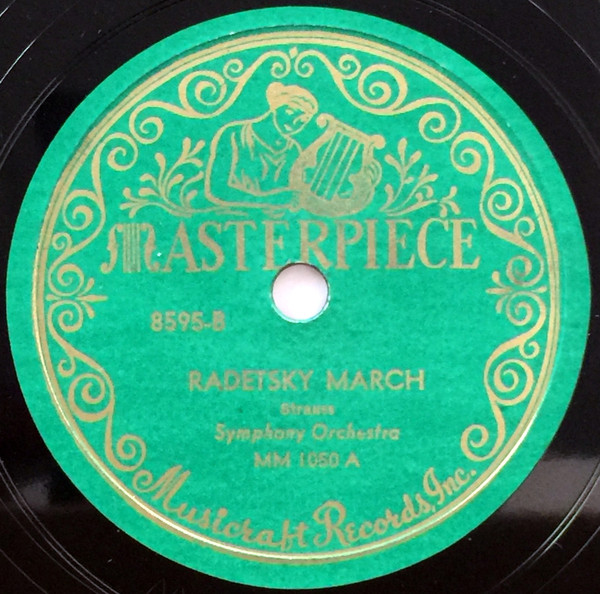 MASTERPIECE
8595-B
RADETSKY MARCH
Strauss
Symphony Orchestra
MM 1050 A
Musicraft Records, Inc.